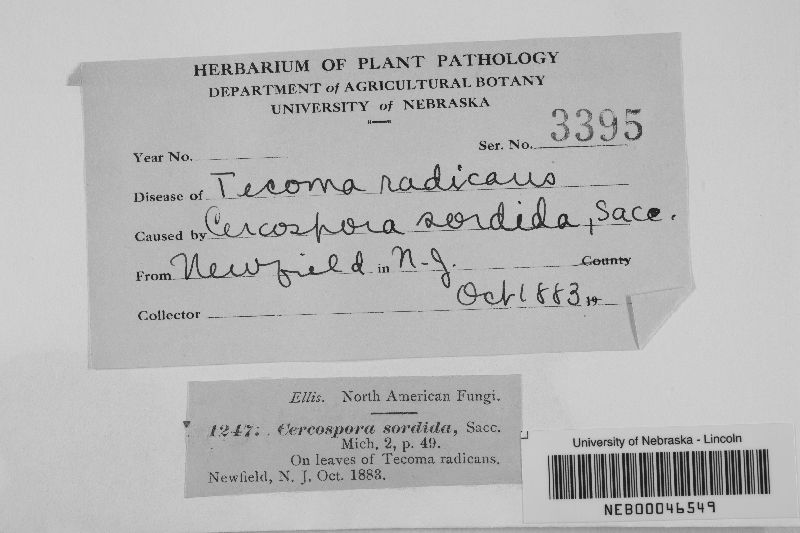 HERBARIUM OF PLANT PATHOLOGY
DEPARTMENT of AGRICULTURAL BOTANY
UNIVERSITY of NEBRASKA
Year No. Ser. No. 3395
Disease of Tecoma radicans
Caused by Cercospora sordida, Sacc.
From Newfield in N-J. County
Oct 1883 19
Collector
Ellis. North American Fungi.
1247. Cercospora sordida, Sacc.
Mich, 2, p. 49.
On leaves of Tecoma radicans.
Newfield, N. J. Oct. 1883.
University of Nebraska - Lincoln
NEB00046549